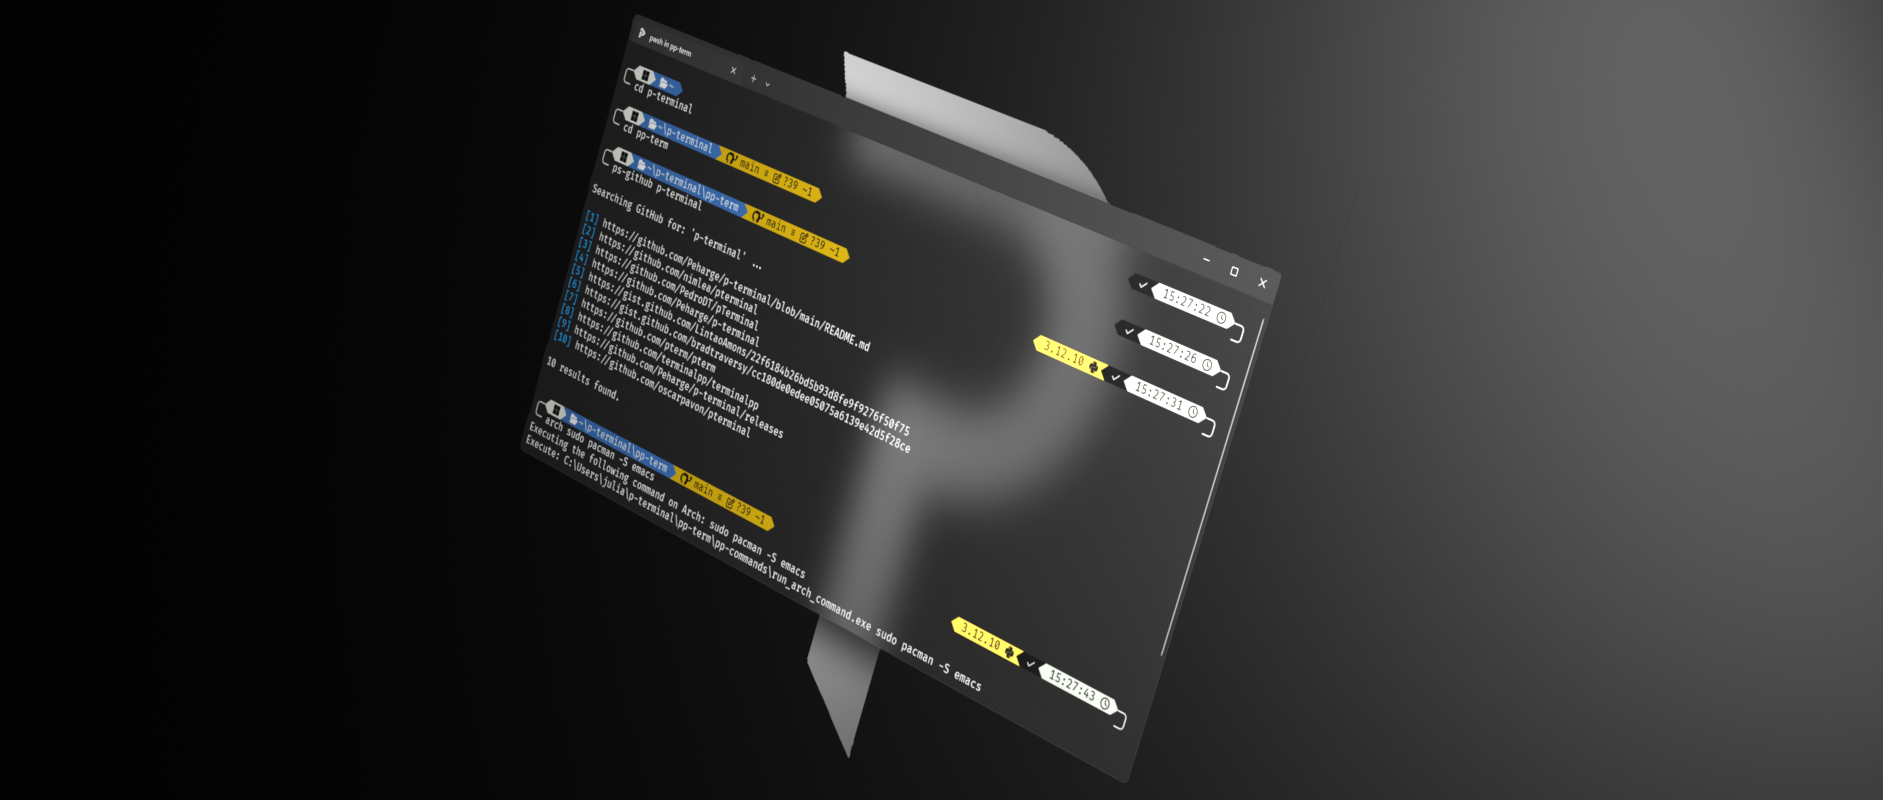 pwsh in pp-term
~
15:27:22
cd p-terminal
~\p-terminal main ≡ ?39 ~1
15:27:26
cd pp-term
~\p-terminal\pp-term main ≡ ?39 ~1
3.12.10 15:27:31
ps-github p-terminal
Searching GitHub for: 'p-terminal' ...
[1] https://github.com/Peharge/p-terminal/blob/main/README.md
[2] https://github.com/nimlea/pterminal
[3] https://github.com/PedroDT/pTerminal
[4] https://github.com/Peharge/p-terminal
[5] https://gist.github.com/LintaoAmons/22f6184b26bd5b93d8fe9f9276f50f75
[6] https://gist.github.com/bradtraversy/cc180de0edee05075a6139e42d5f28ce
[7] https://github.com/pterm/pterm
[8] https://github.com/terminalpp/terminalpp
[9] https://github.com/Peharge/p-terminal/releases
[10] https://github.com/oscarpavon/pterminal
10 results found.
~\p-terminal\pp-term main ≡ ?39 ~1
3.12.10 15:27:43
arch sudo pacman -S emacs
Executing the following command on Arch: sudo pacman -S emacs
Execute: C:\Users\julia\p-terminal\pp-term\pp-commands\run_arch_command.exe sudo pacman -S emacs